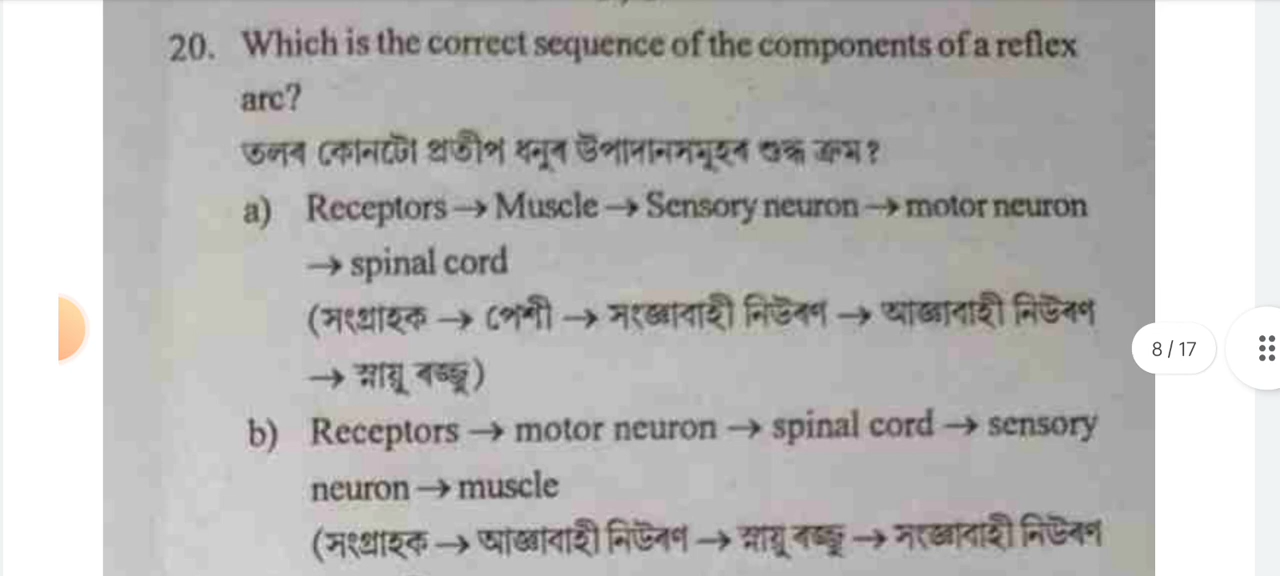 20. Which is the correct sequence of the components of a reflex
arc?
তলৰ কোনটো প্ৰতীপ ধনুৰ উপাদানসমূহৰ শুদ্ধ ক্ৰম?
a) Receptors → Muscle → Sensory neuron → motor neuron
→ spinal cord
(সংগ্ৰাহক → পেশী → সংজ্ঞাবাহী নিউৰণ → আজ্ঞাবাহী নিউৰণ
→ স্নায়ু ৰজ্জু)
8 / 17
b) Receptors → motor neuron → spinal cord → sensory
neuron → muscle
(সংগ্ৰাহক → আজ্ঞাবাহী নিউৰণ → স্নায়ু ৰজ্জু → সংজ্ঞাবাহী নিউৰণ